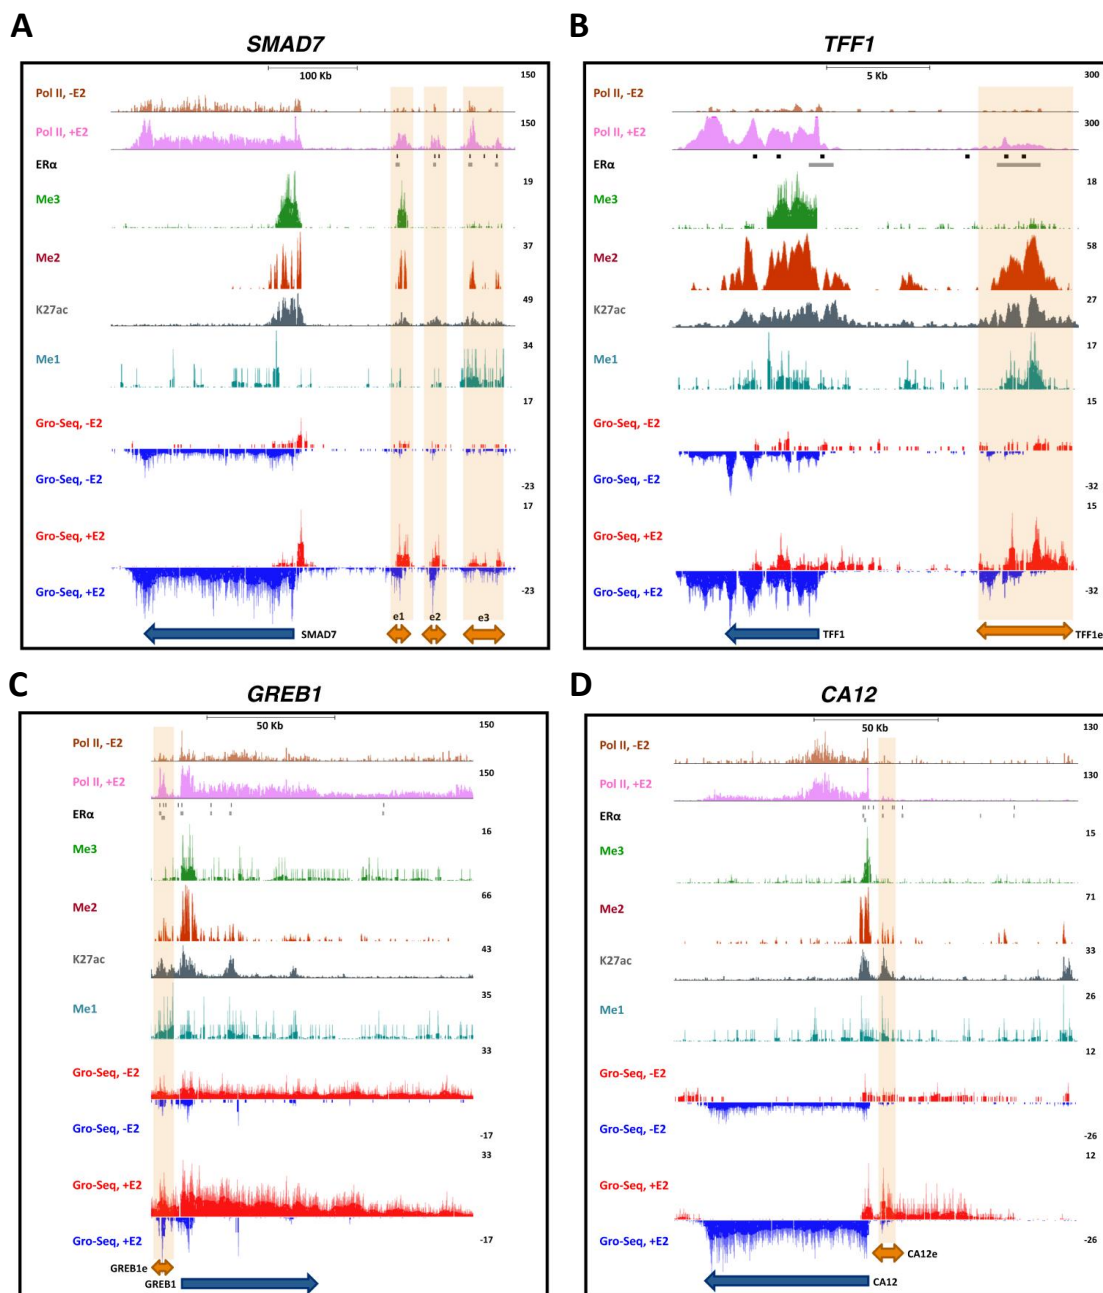 A
SMAD7
100 Kb
150
Pol II, -E2
150
Pol II, +E2
ERα
19
Me3
37
Me2
49
K27ac
34
Me1
17
Gro-Seq, -E2
Gro-Seq, -E2
-23
17
Gro-Seq, +E2
Gro-Seq, +E2
-23
e1 e2 e3
SMAD7
B
TFF1
5 Kb
300
Pol II, -E2
300
Pol II, +E2
ERα
18
Me3
58
Me2
27
K27ac
17
Me1
15
Gro-Seq, -E2
Gro-Seq, -E2
-32
15
Gro-Seq, +E2
Gro-Seq, +E2
-32
TFF1 TFF1e
C
GREB1
50 Kb
150
Pol II, -E2
150
Pol II, +E2
ERα
16
Me3
66
Me2
43
K27ac
35
Me1
33
Gro-Seq, -E2
Gro-Seq, -E2
-17
33
Gro-Seq, +E2
Gro-Seq, +E2
-17
GREB1e
GREB1
D
CA12
50 Kb
130
Pol II, -E2
130
Pol II, +E2
ERα
15
Me3
71
Me2
33
K27ac
26
Me1
12
Gro-Seq, -E2
Gro-Seq, -E2
-26
12
Gro-Seq, +E2
Gro-Seq, +E2
-26
CA12e
CA12